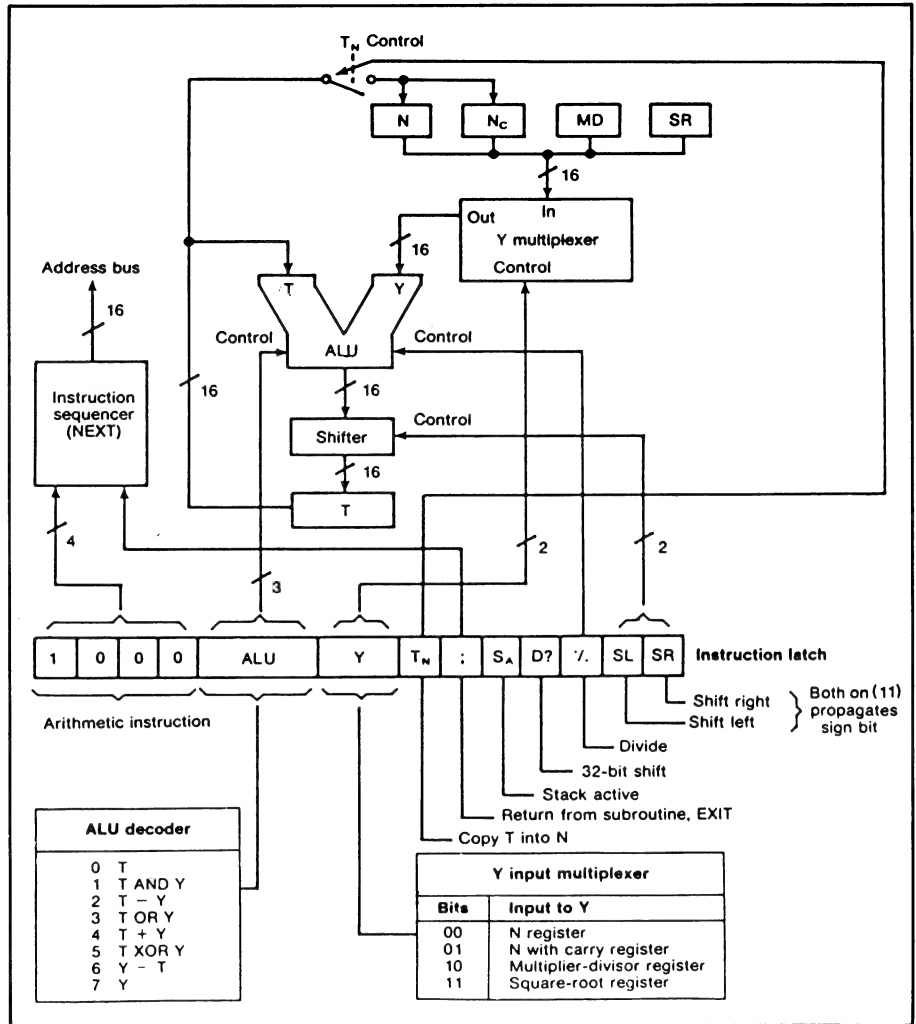 T_N Control
N
N_C
MD
SR
16
In
Out
Y multiplexer
Control
16
Address bus
16
T
Y
Control
ALU
Control
16
16
Instruction
sequencer
(NEXT)
Control
Shifter
16
T
4
3
2
2
1 0 0 0 ALU Y T_N ; S_A D? ٪ SL SR Instruction latch
Arithmetic instruction
Shift right
Shift left
Both on (11)
propagates
sign bit
Divide
32-bit shift
Stack active
Return from subroutine, EXIT
Copy T into N
ALU decoder
0 T
1 T AND Y
2 T − Y
3 T OR Y
4 T + Y
5 T XOR Y
6 Y − T
7 Y
Y input multiplexer
Bits Input to Y
00 N register
01 N with carry register
10 Multiplier-divisor register
11 Square-root register